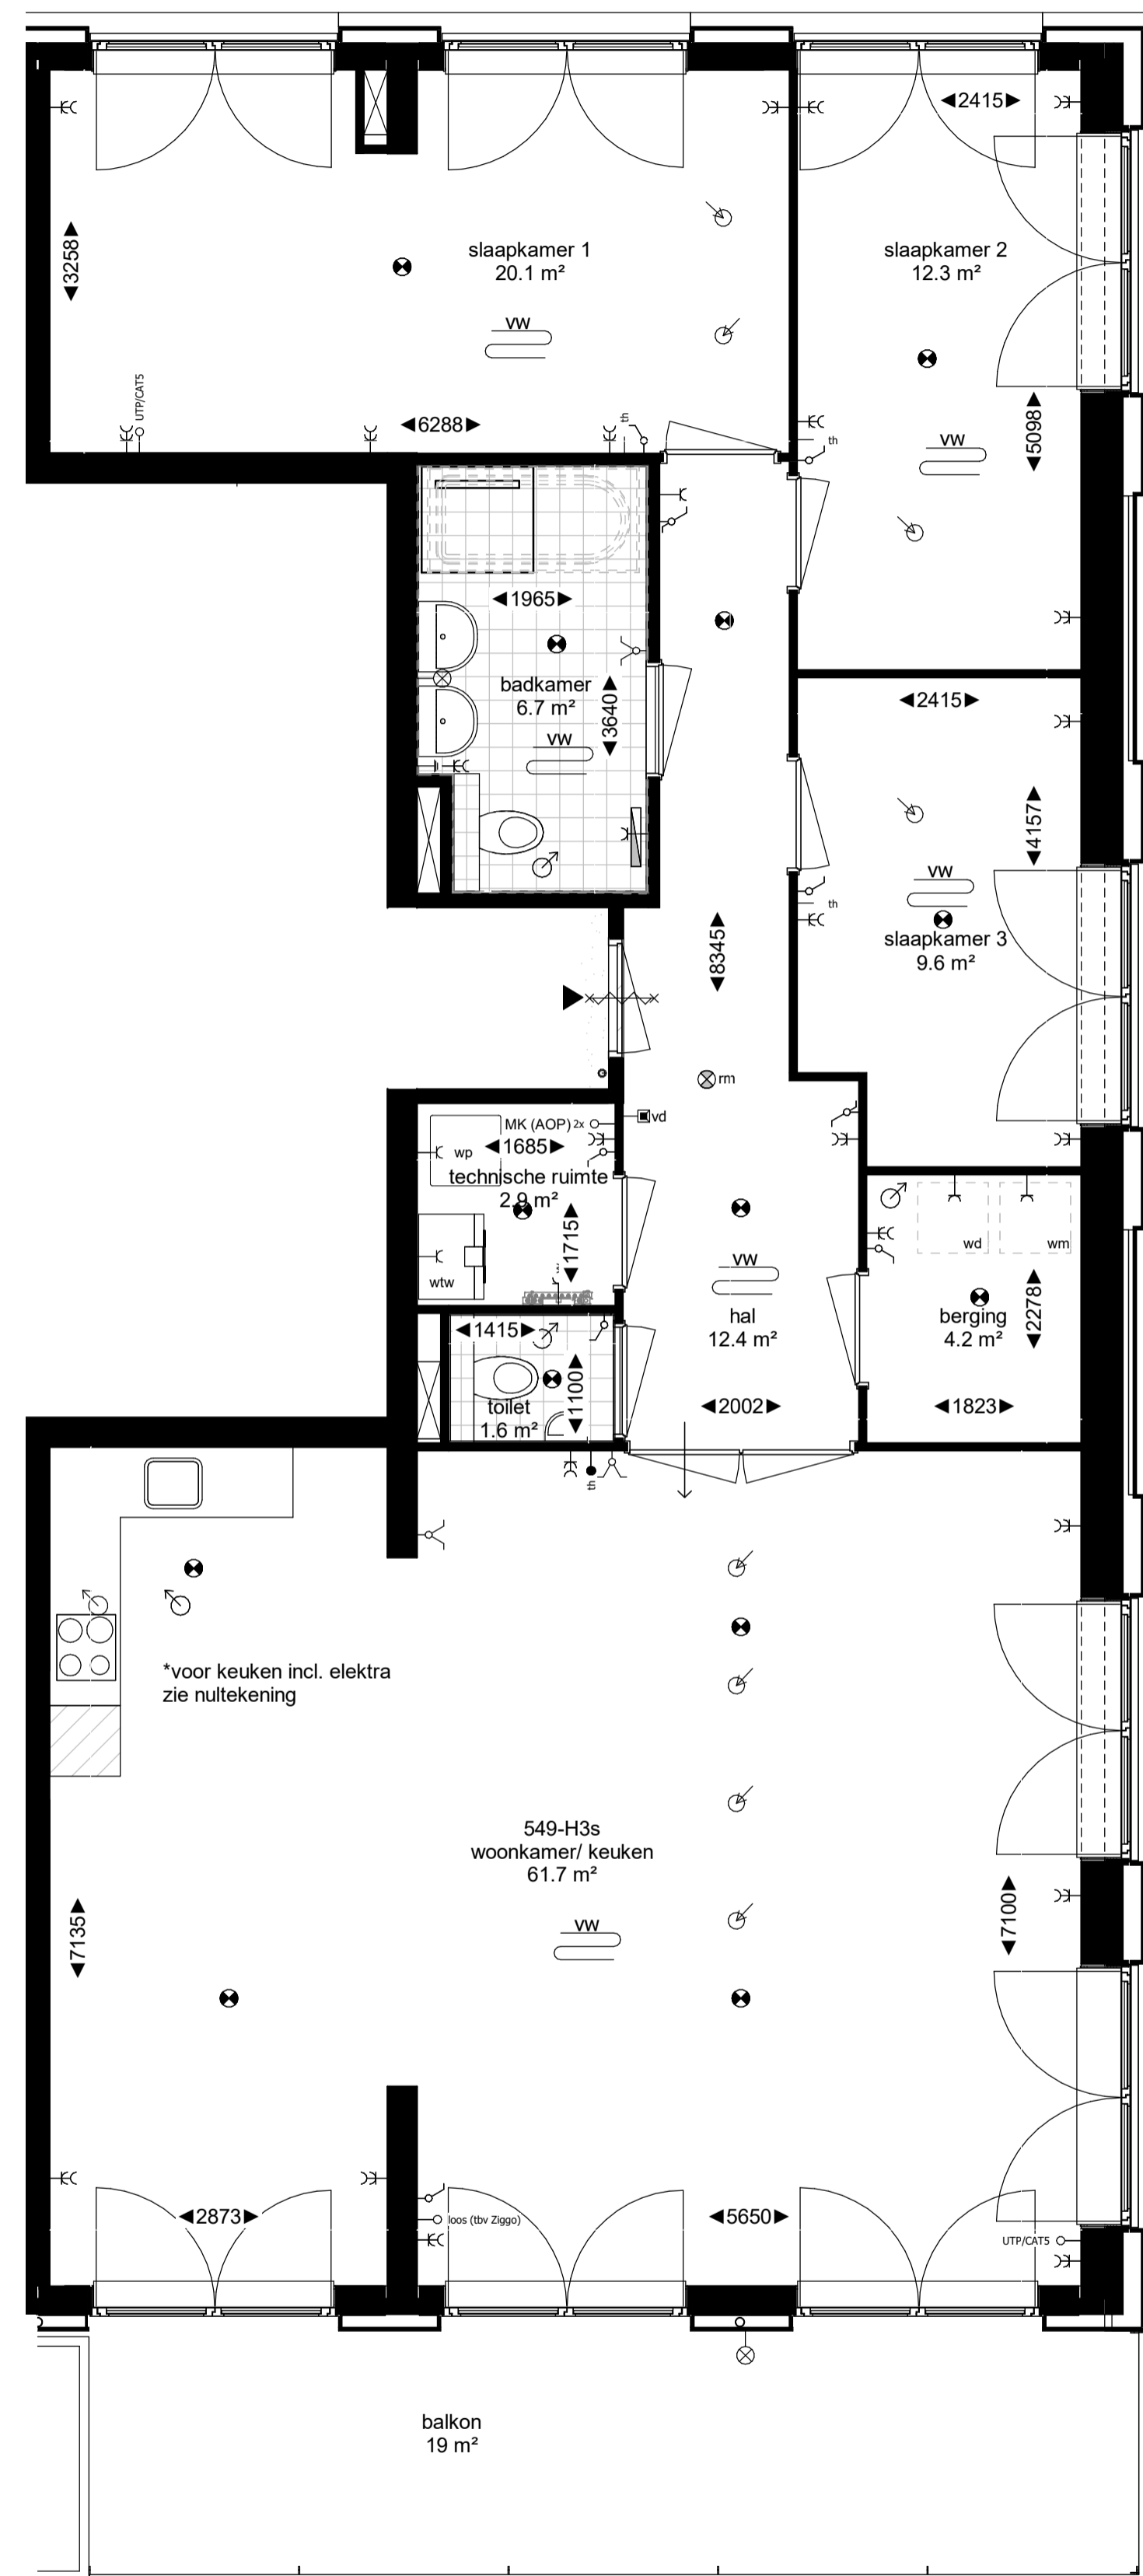 2415
slaapkamer 1
20.1 m²
slaapkamer 2
12.3 m²
3258
vw
UTP/CAT5
6288
th
5098
vw
th
1965
badkamer
6.7 m²
3640
vw
2415
4157
vw
th
slaapkamer 3
9.6 m²
8345
rm
vd
MK (AOP) 2x
wp
1685
technische ruimte
2.9 m²
1715
wtw
wd
wm
vw
hal
12.4 m²
berging
4.2 m²
2278
1415
1100
toilet
1.6 m²
2002
1823
th
*voor keuken incl. elektra
zie nultekening
549-H3s
woonkamer/ keuken
61.7 m²
vw
7135
7100
2873
loos (tbv Ziggo)
5650
UTP/CAT5
balkon
19 m²